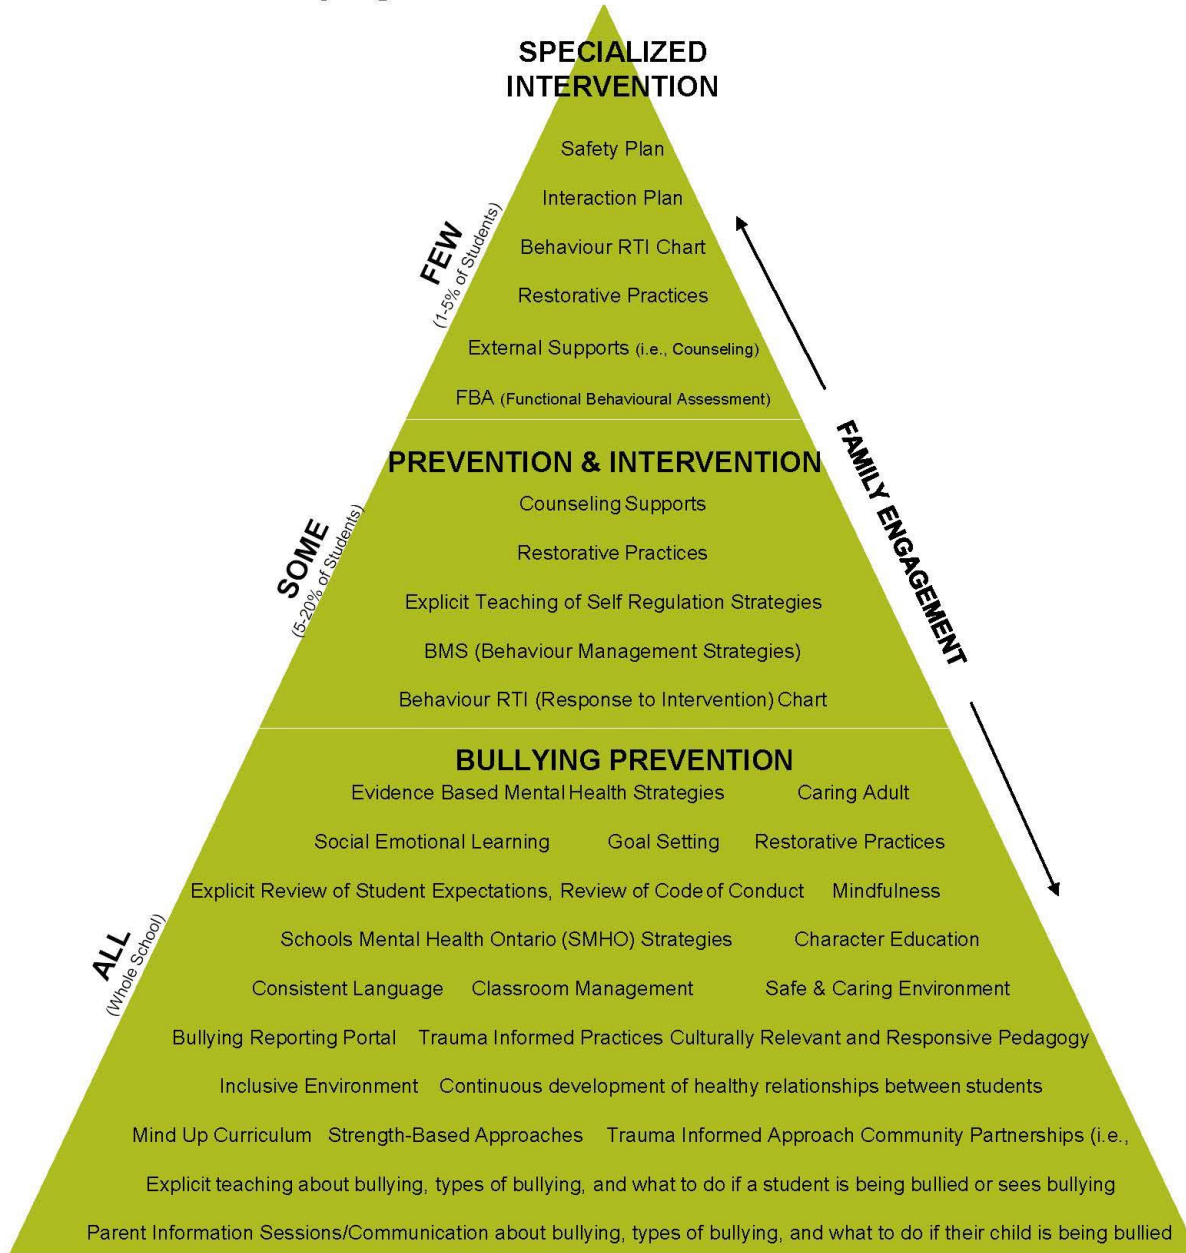 SPECIALIZED
INTERVENTION
Safety Plan
Interaction Plan
Behaviour RTI Chart
Restorative Practices
External Supports (i.e., Counseling)
FBA (Functional Behavioural Assessment)
FEW
(1-5% of Students)
PREVENTION & INTERVENTION
Counseling Supports
Restorative Practices
Explicit Teaching of Self Regulation Strategies
BMS (Behaviour Management Strategies)
Behaviour RTI (Response to Intervention) Chart
SOME
(5-20% of Students)
FAMILY ENGAGEMENT
BULLYING PREVENTION
Evidence Based Mental Health Strategies Caring Adult
Social Emotional Learning Goal Setting Restorative Practices
Explicit Review of Student Expectations, Review of Code of Conduct Mindfulness
Schools Mental Health Ontario (SMHO) Strategies Character Education
Consistent Language Classroom Management Safe & Caring Environment
Bullying Reporting Portal Trauma Informed Practices Culturally Relevant and Responsive Pedagogy
Inclusive Environment Continuous development of healthy relationships between students
Mind Up Curriculum Strength-Based Approaches Trauma Informed Approach Community Partnerships (i.e.,
Explicit teaching about bullying, types of bullying, and what to do if a student is being bullied or sees bullying
Parent Information Sessions/Communication about bullying, types of bullying, and what to do if their child is being bullied
ALL
(Whole School)